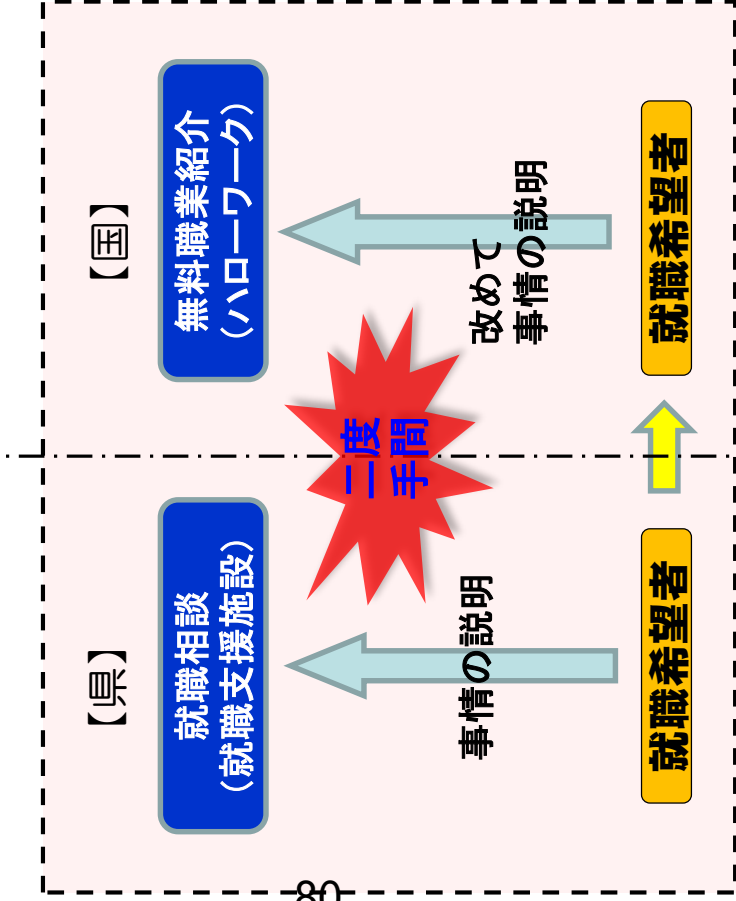 【県】
就職相談
（就職支援施設）
事情の説明
就職希望者
二度
手間
【国】
無料職業紹介
（ハローワーク）
改めて
事情の説明
就職希望者
80